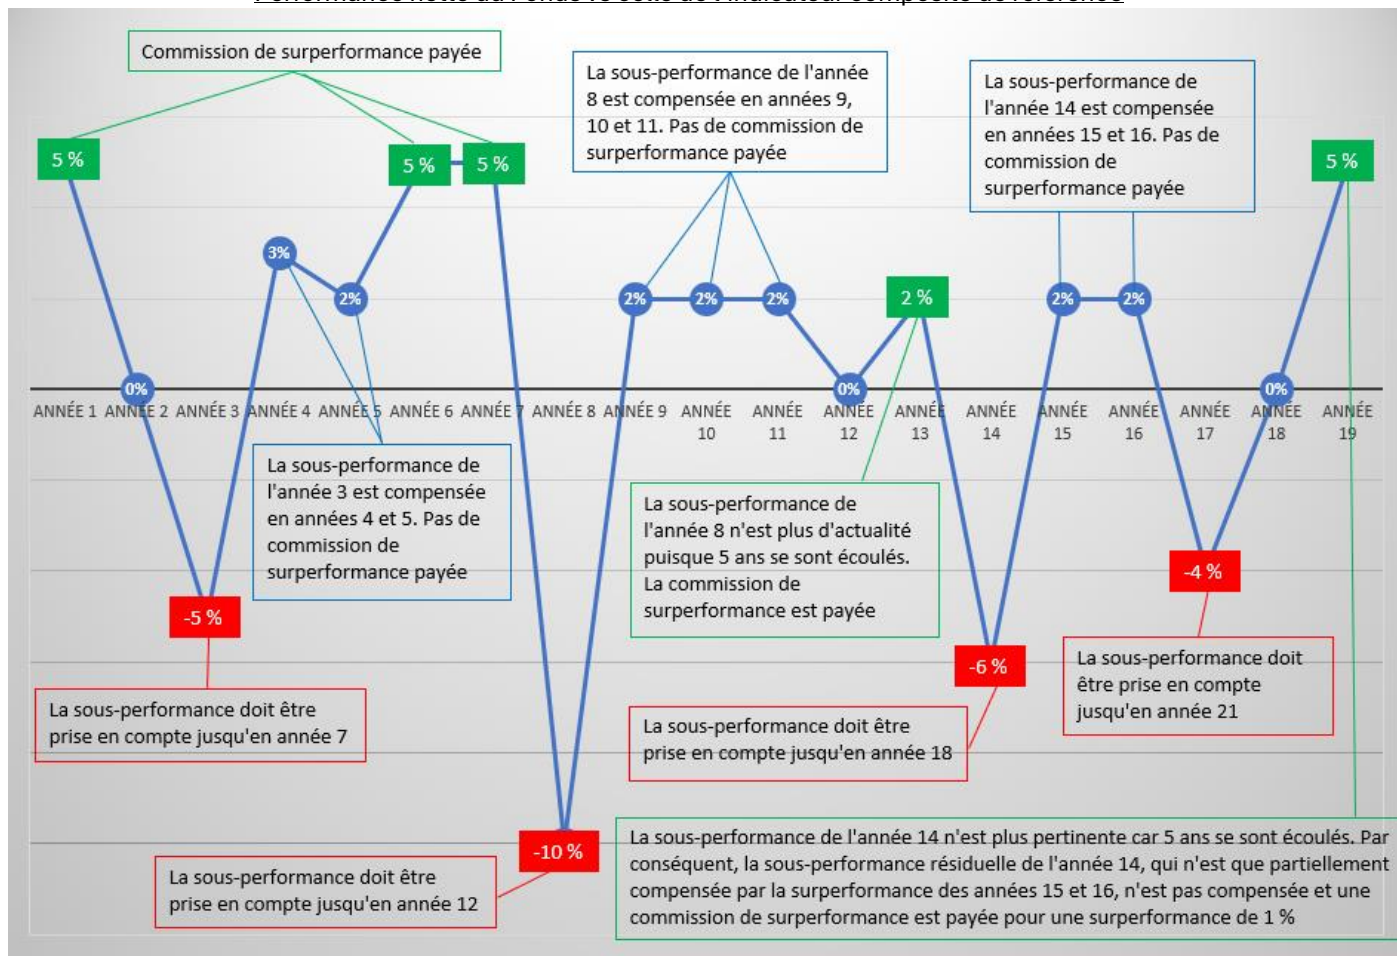 Performance nette du Fonds vs celle de l'indicateur composite de référence
Commission de surperformance payée
La sous-performance de l'année
8 est compensée en années 9,
10 et 11. Pas de commission de
surperformance payée
La sous-performance de
l'année 14 est compensée
en années 15 et 16. Pas de
commission de
surperformance payée
5 %
5 %
5 %
5 %
3%
2%
2%
2%
2%
2 %
2%
2%
0%
0%
0%
ANNÉE 1 ANNÉE 2 ANNÉE 3 ANNÉE 4 ANNÉE 5 ANNÉE 6 ANNÉE 7 ANNÉE 8 ANNÉE 9 ANNÉE ANNÉE ANNÉE ANNÉE ANNÉE ANNÉE ANNÉE ANNÉE ANNÉE ANNÉE
10 11 12 13 14 15 16 17 18 19
La sous-performance de
l'année 3 est compensée
en années 4 et 5. Pas de
commission de
surperformance payée
La sous-performance de
l'année 8 n'est plus d'actualité
puisque 5 ans se sont écoulés.
La commission de
surperformance est payée
-5 %
-4 %
-6 %
-10 %
La sous-performance doit
être prise en compte
jusqu'en année 21
La sous-performance doit être
prise en compte jusqu'en année 7
La sous-performance doit être
prise en compte jusqu'en année 18
La sous-performance doit être
prise en compte jusqu'en année 12
La sous-performance de l'année 14 n'est plus pertinente car 5 ans se sont écoulés. Par
conséquent, la sous-performance résiduelle de l'année 14, qui n'est que partiellement
compensée par la surperformance des années 15 et 16, n'est pas compensée et une
commission de surperformance est payée pour une surperformance de 1 %